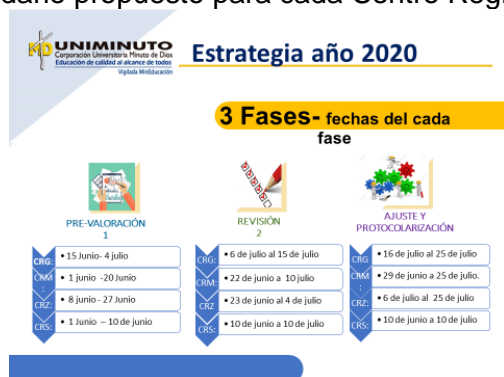 dario propuesto para cada Centro Reg
UNIMINUTO
Corporación Universitaria Minuto de Dios
Educación de calidad al alcance de todos
Vigilada MinEducación
Estrategia año 2020
3 Fases- fechas del cada
fase
PRE-VALORACIÓN
1
CRG:
• 15 Junio- 4 julio
CRM
:
• 1 junio -20 Junio
CRZ:
• 8 junio - 27 Junio
CRS:
• 1 Junio – 10 de junio
REVISIÓN
2
CRG:
• 6 de julio al 15 de julio
CRM:
• 22 de junio a 10 julio
CRZ
• 23 de junio al 4 de julio
CRS:
• 10 de junio a 10 de julio
AJUSTE Y
PROTOCOLARIZACIÓN
CRG
• 16 de julio al 25 de julio
CRM
:
• 29 de junio a 25 de julio.
CRZ:
• 6 de julio al 25 de julio
CRS:
• 10 de junio a 10 de julio